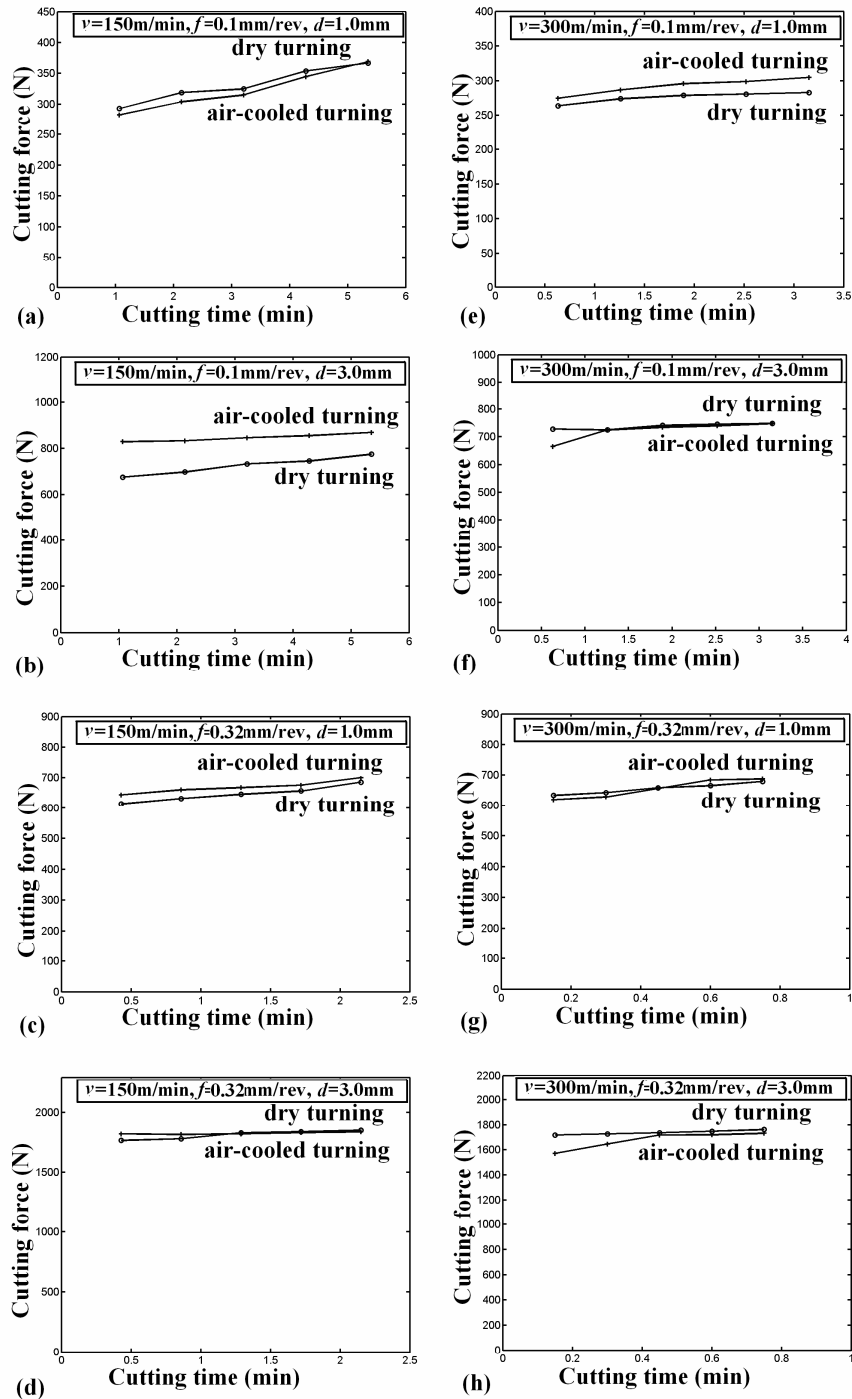 v=150m/min, f=0.1mm/rev, d=1.0mm
dry turning
air-cooled turning
Cutting force (N)
450
400
350
300
250
200
150
100
50
0
0 1 2 3 4 5 6
Cutting time (min)
(a)
v=300m/min, f=0.1mm/rev, d=1.0mm
air-cooled turning
dry turning
Cutting force (N)
400
350
300
250
200
150
100
50
0
0 0.5 1 1.5 2 2.5 3 3.5
Cutting time (min)
(e)
v=150m/min, f=0.1mm/rev, d=3.0mm
air-cooled turning
dry turning
Cutting force (N)
1200
1000
800
600
400
200
0
0 1 2 3 4 5 6
Cutting time (min)
(b)
v=300m/min, f=0.1mm/rev, d=3.0mm
dry turning
air-cooled turning
Cutting force (N)
1000
900
800
700
600
500
400
300
200
100
0
0 0.5 1 1.5 2 2.5 3 3.5 4
Cutting time (min)
(f)
v=150m/min, f=0.32mm/rev, d=1.0mm
air-cooled turning
dry turning
Cutting force (N)
900
800
700
600
500
400
300
200
100
0
0 0.5 1 1.5 2 2.5
Cutting time (min)
(c)
v=300m/min, f=0.32mm/rev, d=1.0mm
air-cooled turning
dry turning
Cutting force (N)
900
800
700
600
500
400
300
200
100
0
0 0.2 0.4 0.6 0.8 1
Cutting time (min)
(g)
v=150m/min, f=0.32mm/rev, d=3.0mm
dry turning
air-cooled turning
Cutting force (N)
2000
1500
1000
500
0
0 0.5 1 1.5 2 2.5
Cutting time (min)
(d)
v=300m/min, f=0.32mm/rev, d=3.0mm
dry turning
air-cooled turning
Cutting force (N)
2200
2000
1800
1600
1400
1200
1000
800
600
400
200
0
0 0.2 0.4 0.6 0.8 1
Cutting time (min)
(h)